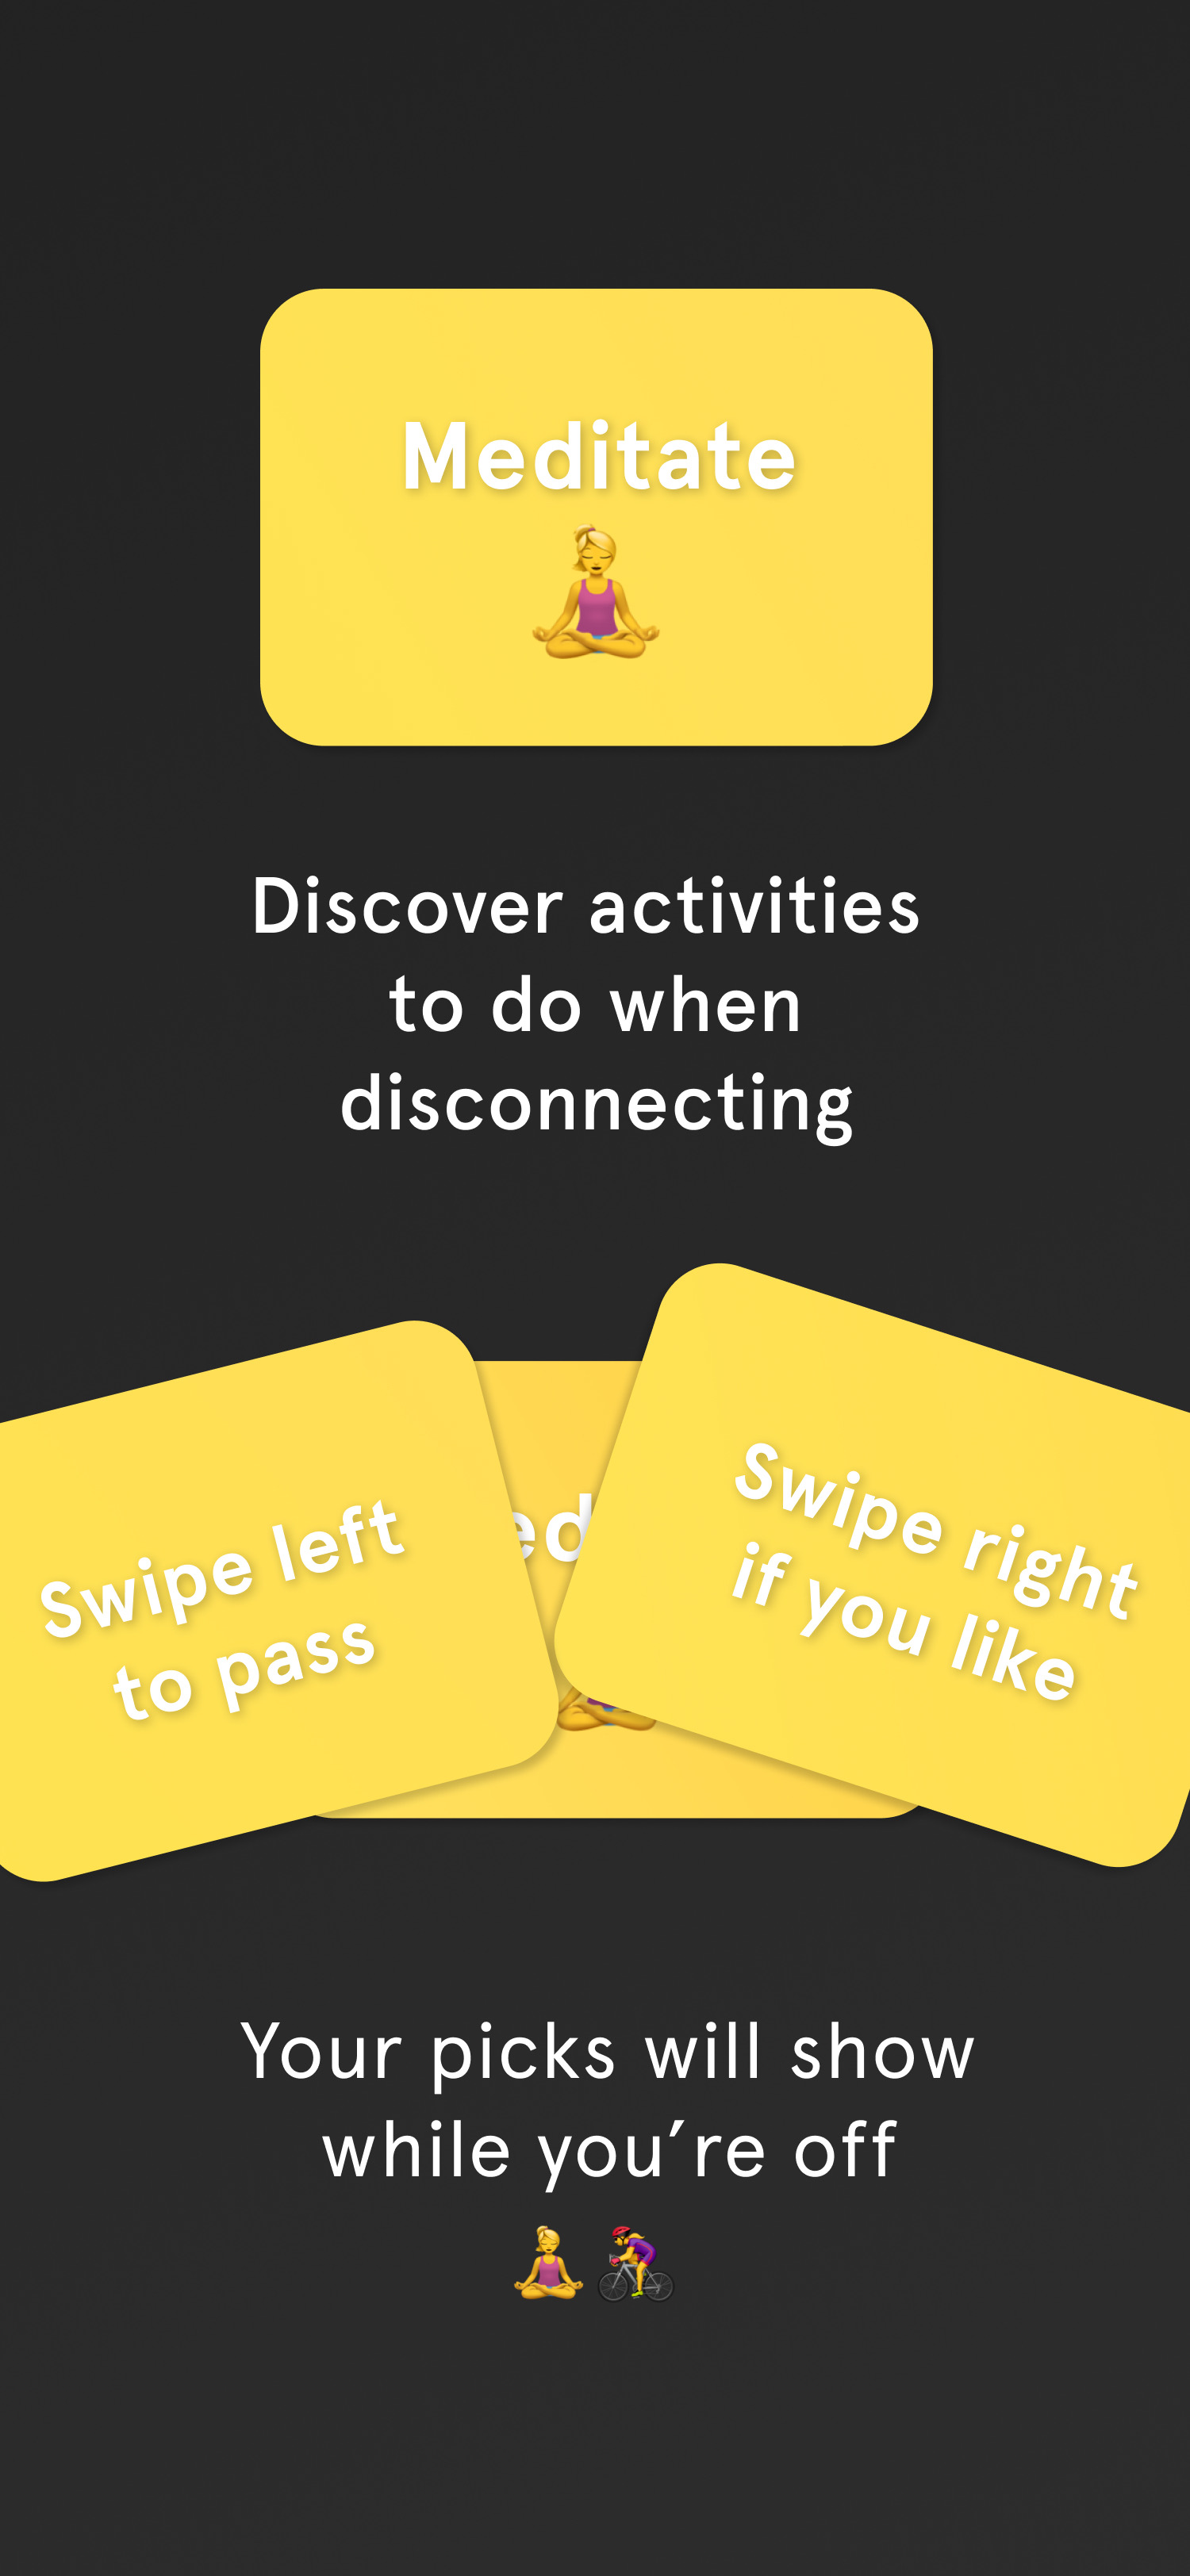 Meditate
Discover activities
to do when
disconnecting
Swipe left
to pass
ed
Swipe right
if you like
Your picks will show
while you’re off